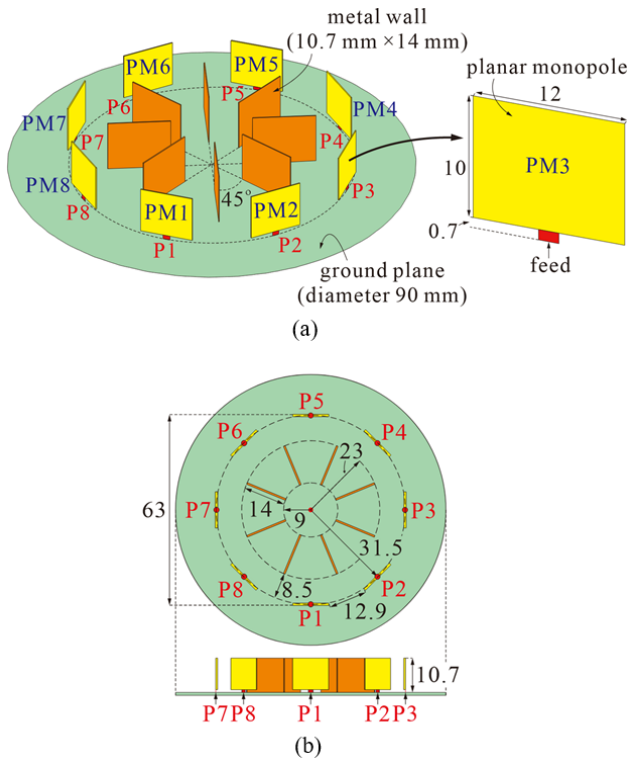 metal wall
(10.7 mm ×14 mm)
PM6
PM5
P6
P5
PM4
PM7
P7
P4
PM8
P8
PM1
45°
PM2
P3
P1
P2
ground plane
(diameter 90 mm)
planar monopole
12
10
PM3
0.7
feed
(a)
P5
P6
P4
23
63
P7
14
9
P3
31.5
P8
8.5
P2
12.9
P1
10.7
P7 P8 P1 P2 P3
(b)